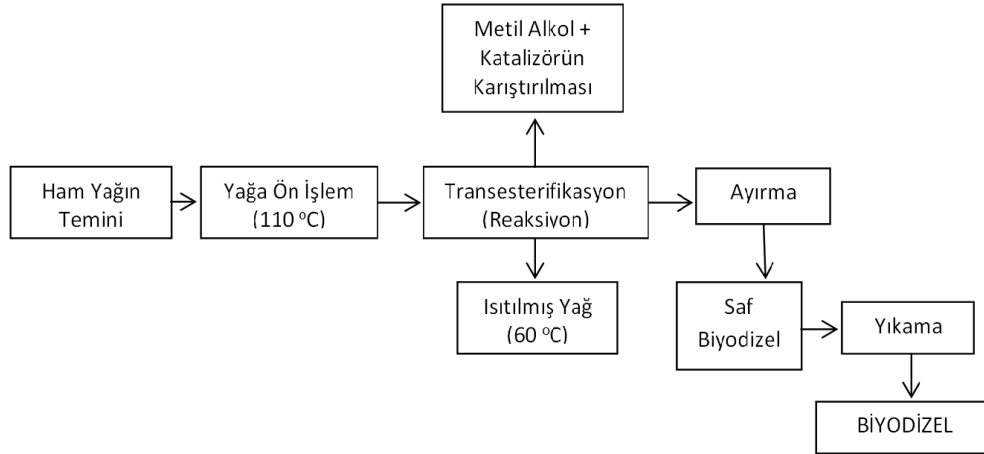 Metil Alkol +
Katalizörün
Karıştırılması
Ham Yağın
Temini
Yağa Ön İşlem
(110 ºC)
Transesterifikasyon
(Reaksiyon)
Ayırma
Isıtılmış Yağ
(60 ºC)
Saf
Biyodizel
Yıkama
BİYODİZEL